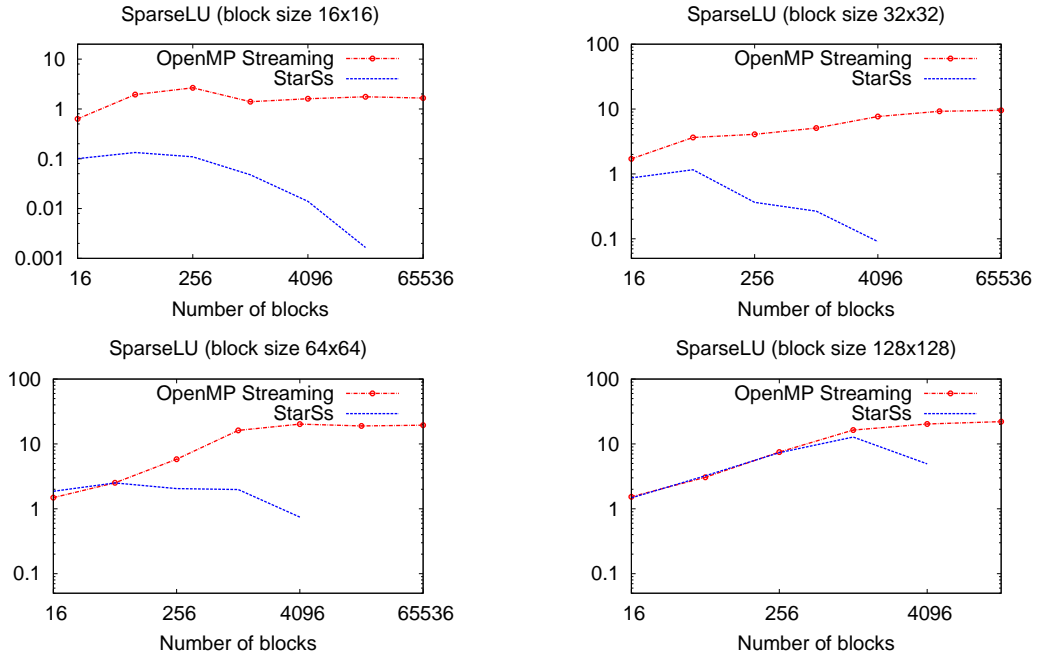 SparseLU (block size 16x16)
10
1
0.1
0.01
0.001
OpenMP Streaming
StarSs
16
256
4096
65536
Number of blocks
SparseLU (block size 32x32)
100
10
1
0.1
OpenMP Streaming
StarSs
16
256
4096
65536
Number of blocks
SparseLU (block size 64x64)
100
10
1
0.1
OpenMP Streaming
StarSs
16
256
4096
65536
Number of blocks
SparseLU (block size 128x128)
100
10
1
0.1
OpenMP Streaming
StarSs
16
256
4096
Number of blocks